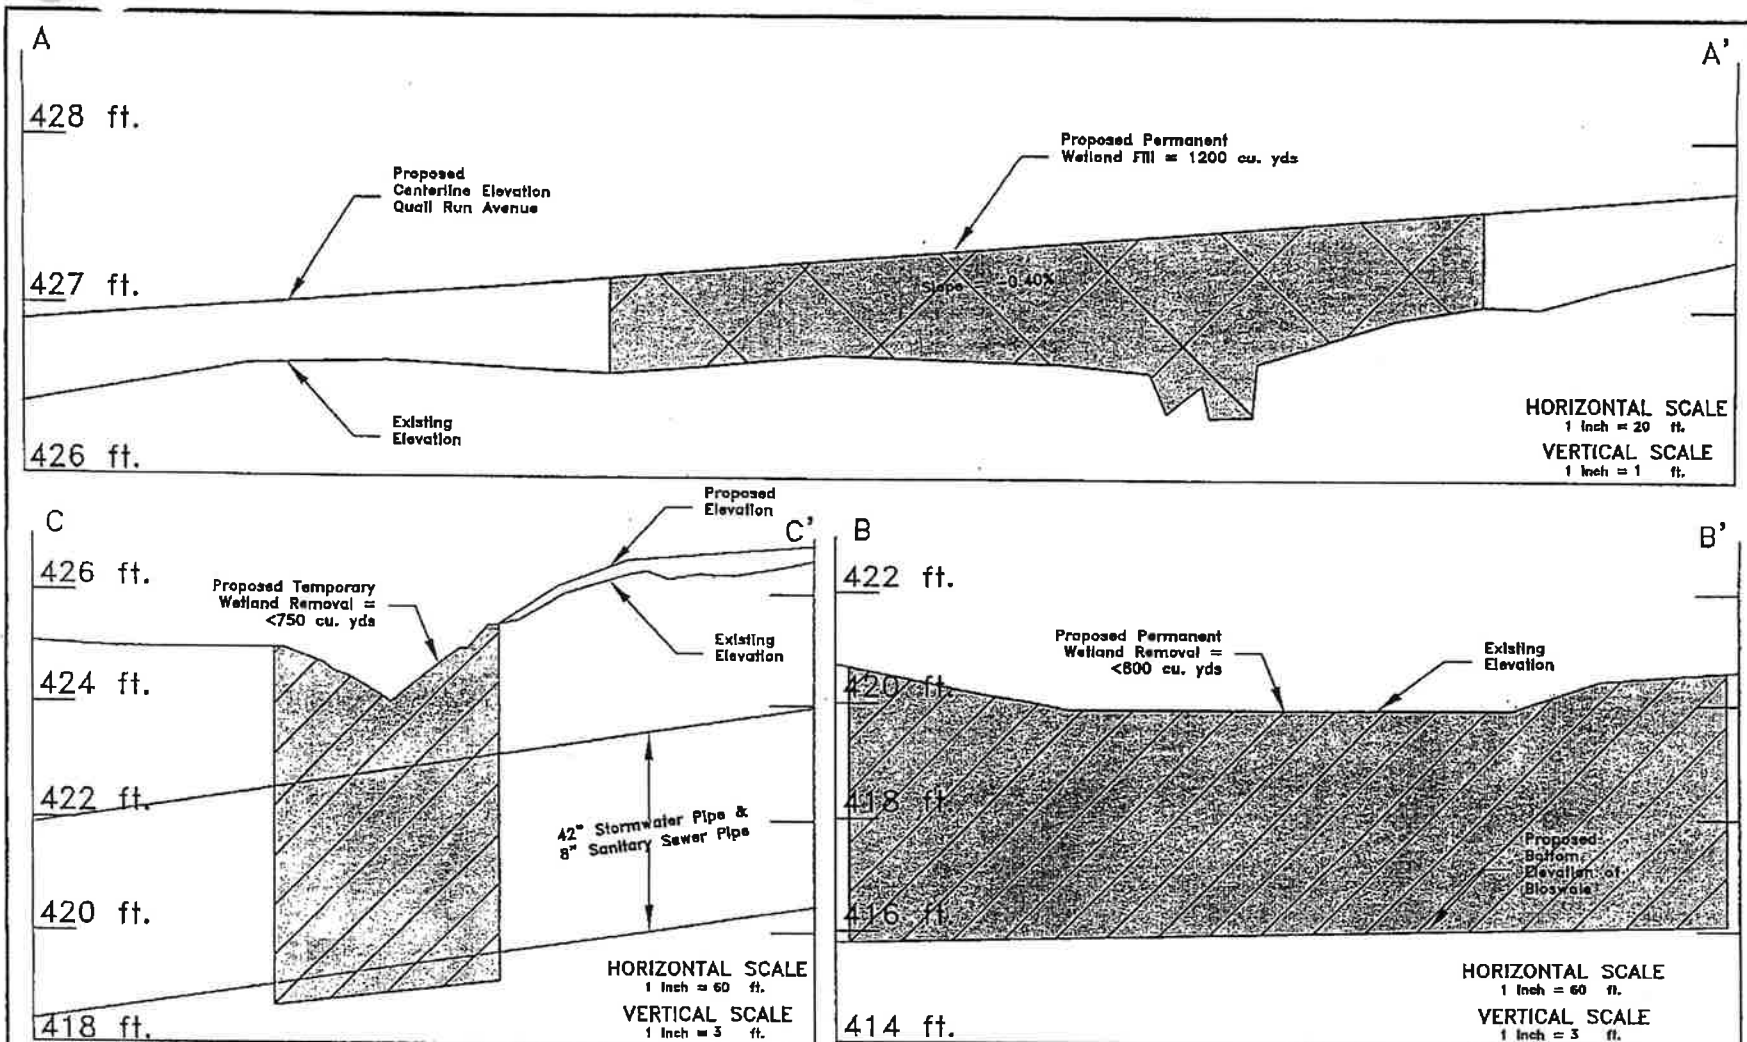 A
A'
428 ft.
Proposed Permanent
Wetland Fill = 1200 cu. yds
Proposed
Centerline Elevation
Quail Run Avenue
427 ft.
Slope -0.40%
Existing
Elevation
HORIZONTAL SCALE
1 Inch = 20 ft.
VERTICAL SCALE
1 Inch = 1 ft.
426 ft.
C
C'
Proposed
Elevation
426 ft.
Proposed Temporary
Wetland Removal =
<750 cu. yds
Existing
Elevation
424 ft.
422 ft.
42" Stormwater Pipe &
8" Sanitary Sewer Pipe
420 ft.
HORIZONTAL SCALE
1 Inch = 60 ft.
VERTICAL SCALE
1 Inch = 3 ft.
418 ft.
B
B'
422 ft.
Proposed Permanent
Wetland Removal =
<800 cu. yds
Existing
Elevation
420 ft.
418 ft.
Proposed
Bottom
Elevation of
Bioswale
416 ft.
HORIZONTAL SCALE
1 Inch = 60 ft.
VERTICAL SCALE
1 Inch = 3 ft.
414 ft.